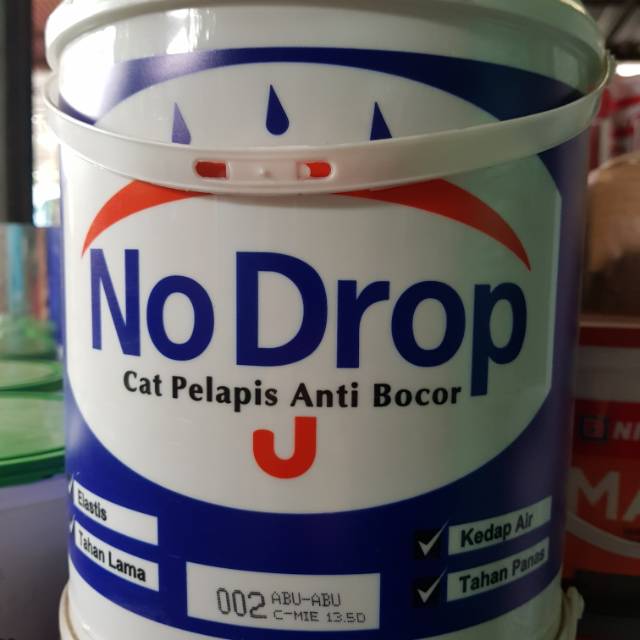 No Drop
Cat Pelapis Anti Bocor
Elastis
Tahan Lama
Kedap Air
Tahan Panas
002 ABU-ABU
C-MIE 13.5D